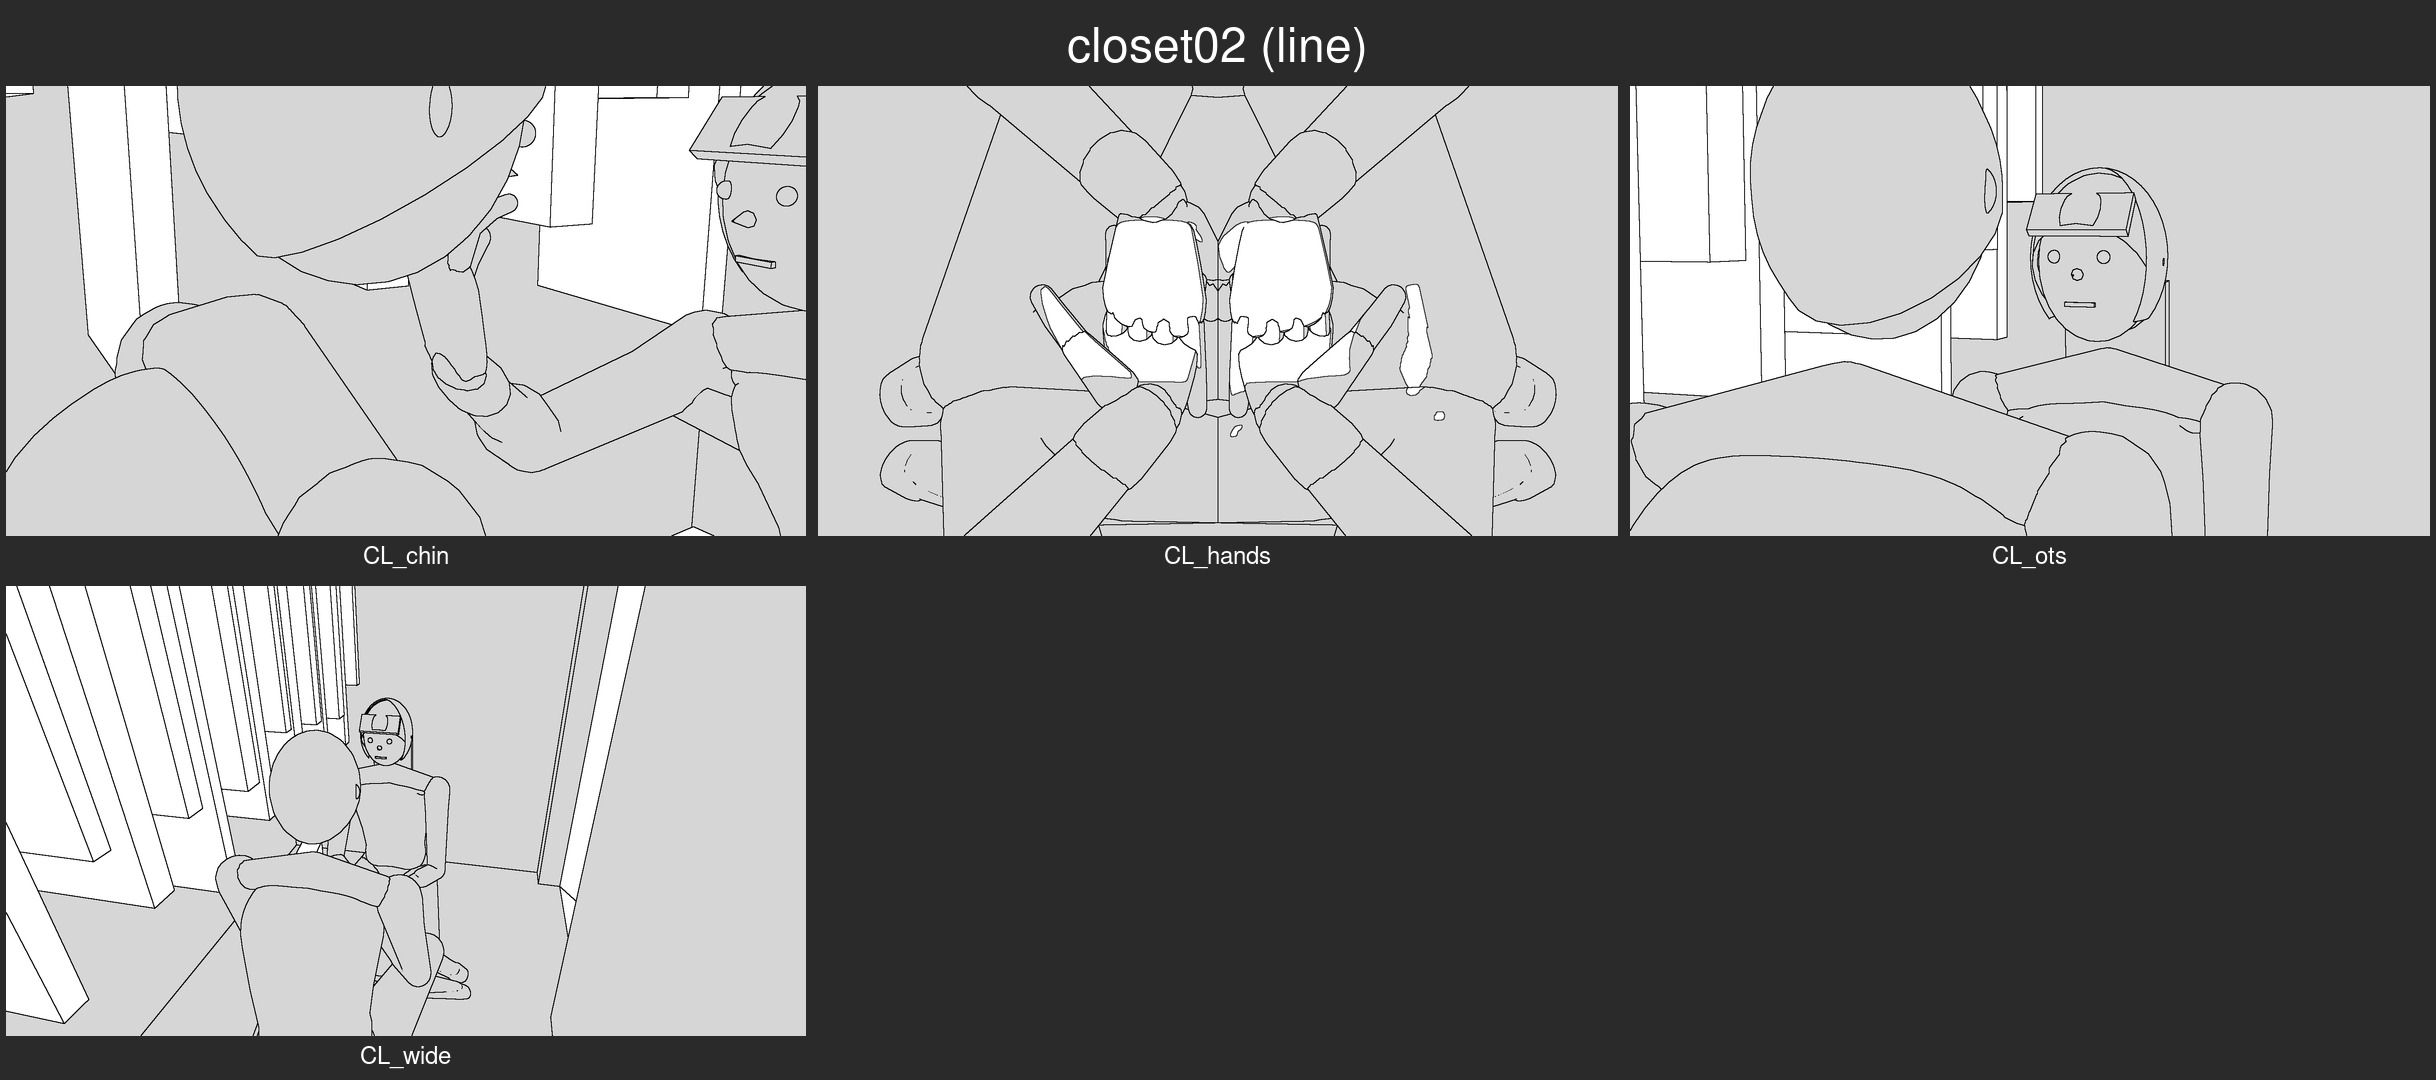 closet02 (line)
CL_chin
CL_hands
CL_ots
CL_wide